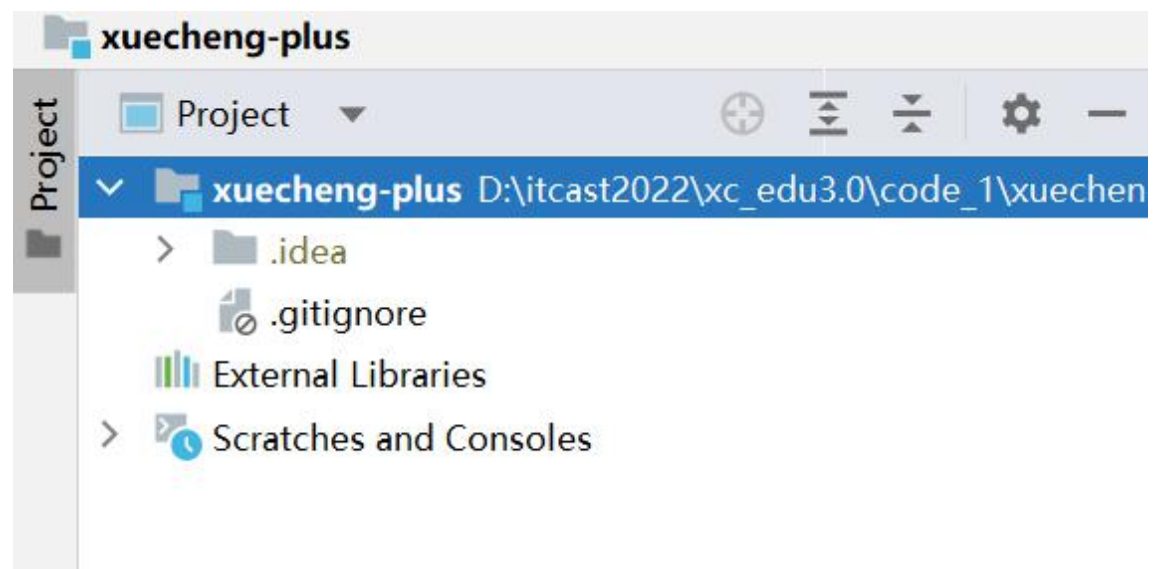 xuecheng-plus
Project
Project
xuecheng-plus D:\itcast2022\xc_edu3.0\code_1\xuechen
.idea
.gitignore
External Libraries
Scratches and Consoles